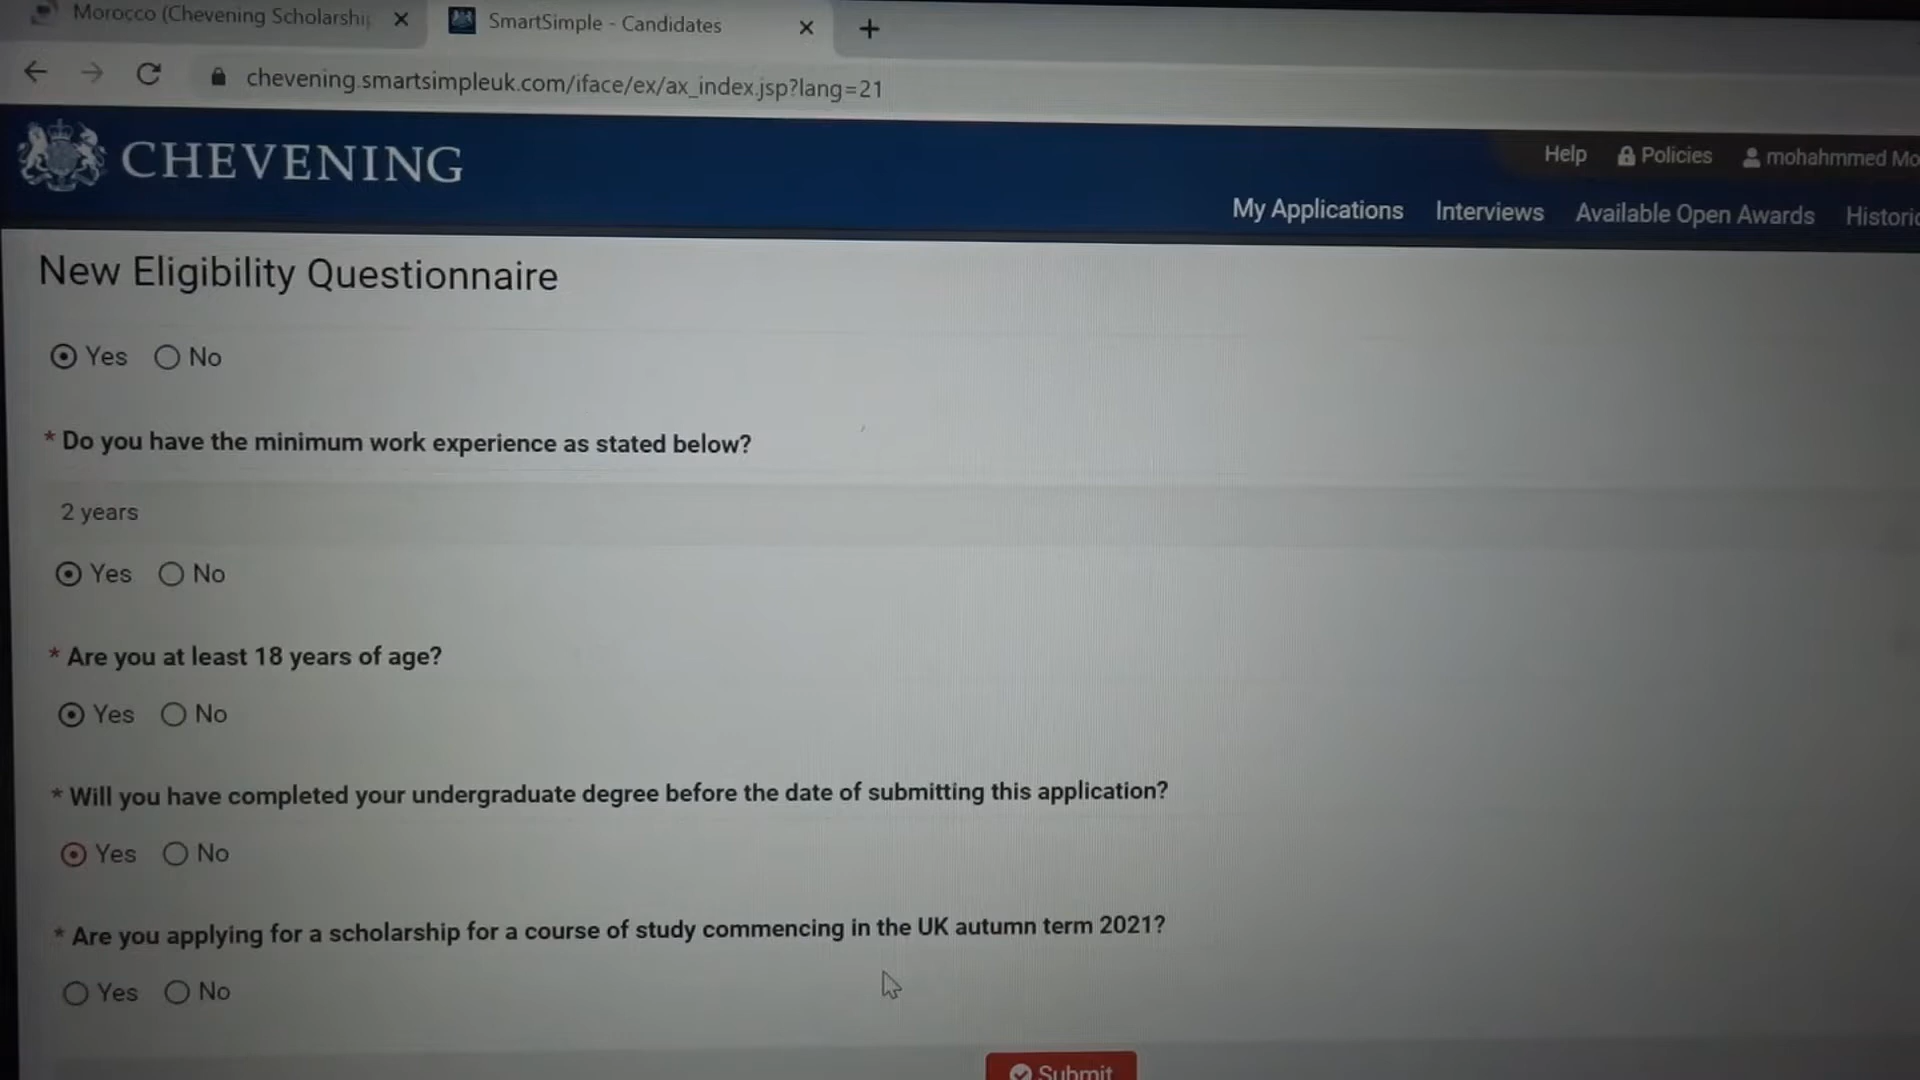 Morocco (Chevening Scholarship
SmartSimple - Candidates
chevening.smartsimpleuk.com/iface/ex/ax_index.jsp?lang=21
CHEVENING
Help Policies mohahmmed Mo
My Applications Interviews Available Open Awards Historic
New Eligibility Questionnaire
Yes No
* Do you have the minimum work experience as stated below?
2 years
Yes No
* Are you at least 18 years of age?
Yes No
* Will you have completed your undergraduate degree before the date of submitting this application?
Yes No
* Are you applying for a scholarship for a course of study commencing in the UK autumn term 2021?
Yes No
Submit